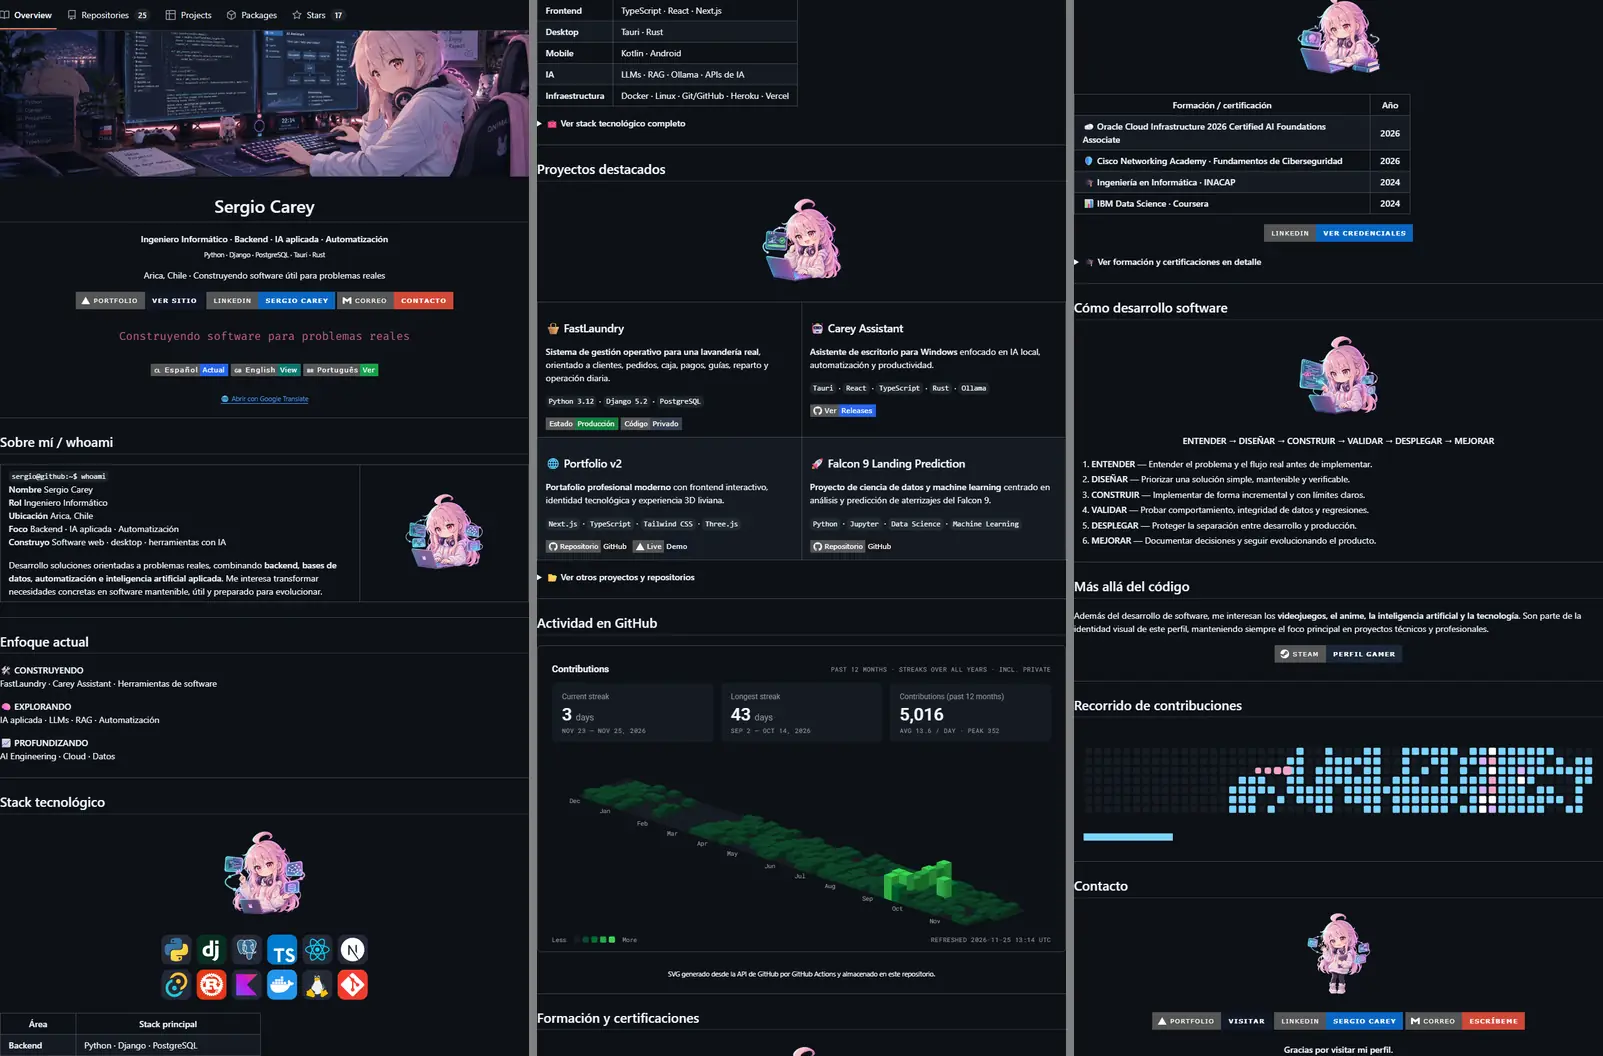 Overview
Repositories 25
Projects
Packages
Stars 17
Sergio Carey
Ingeniero Informático · Backend · IA aplicada · Automatización
Python · Django · PostgreSQL · Tauri · Rust
Arica, Chile · Construyendo software útil para problemas reales
PORTFOLIO VER SITIO LINKEDIN SERGIO CAREY CORREO CONTACTO
Construyendo software para problemas reales
CL Español Actual GB English View BR Português Ver
Abrir con Google Translate
Sobre mí / whoami
sergio@github:~$ whoami
Nombre Sergio Carey
Rol Ingeniero Informático
Ubicación Arica, Chile
Foco Backend · IA aplicada · Automatización
Construyo Software web · desktop · herramientas con IA
Desarrollo soluciones orientadas a problemas reales, combinando backend, bases de
datos, automatización e inteligencia artificial aplicada. Me interesa transformar
necesidades concretas en software mantenible, útil y preparado para evolucionar.
Enfoque actual
CONSTRUYENDO
FastLaundry · Carey Assistant · Herramientas de software
EXPLORANDO
IA aplicada · LLMs · RAG · Automatización
PROFUNDIZANDO
AI Engineering · Cloud · Datos
Stack tecnológico
dj
TS
N
Área Stack principal
Backend Python · Django · PostgreSQL
Frontend TypeScript · React · Next.js
Desktop Tauri · Rust
Mobile Kotlin · Android
IA LLMs · RAG · Ollama · APIs de IA
Infraestructura Docker · Linux · Git/GitHub · Heroku · Vercel
Ver stack tecnológico completo
Proyectos destacados
FastLaundry
Sistema de gestión operativo para una lavandería real,
orientado a clientes, pedidos, caja, pagos, guías, reparto y
operación diaria.
Python 3.12 · Django 5.2 · PostgreSQL
Estado Producción Código Privado
Carey Assistant
Asistente de escritorio para Windows enfocado en IA local,
automatización y productividad.
Tauri · React · TypeScript · Rust · Ollama
Ver Releases
Portfolio v2
Portafolio profesional moderno con frontend interactivo,
identidad tecnológica y experiencia 3D liviana.
Next.js · TypeScript · Tailwind CSS · Three.js
Repositorio GitHub Live Demo
Falcon 9 Landing Prediction
Proyecto de ciencia de datos y machine learning centrado en
análisis y predicción de aterrizajes del Falcon 9.
Python · Jupyter · Data Science · Machine Learning
Repositorio GitHub
Ver otros proyectos y repositorios
Actividad en GitHub
Contributions
PAST 12 MONTHS · STREAKS OVER ALL YEARS · INCL. PRIVATE
Current streak
3 days
NOV 23 — NOV 25, 2026
Longest streak
43 days
SEP 2 — OCT 14, 2026
Contributions (past 12 months)
5,016
AVG 13.6 / DAY · PEAK 352
Dec
Jan
Feb
Mar
Apr
May
Jun
Jul
Aug
Sep
Oct
Nov
Less More
REFRESHED 2026-11-25 13:14 UTC
SVG generado desde la API de GitHub por GitHub Actions y almacenado en este repositorio.
Formación y certificaciones
Formación / certificación Año
Oracle Cloud Infrastructure 2026 Certified AI Foundations
Associate 2026
Cisco Networking Academy · Fundamentos de Ciberseguridad 2026
Ingeniería en Informática · INACAP 2024
IBM Data Science · Coursera 2024
LINKEDIN VER CREDENCIALES
Ver formación y certificaciones en detalle
Cómo desarrollo software
ENTENDER → DISEÑAR → CONSTRUIR → VALIDAR → DESPLEGAR → MEJORAR
1. ENTENDER — Entender el problema y el flujo real antes de implementar.
2. DISEÑAR — Priorizar una solución simple, mantenible y verificable.
3. CONSTRUIR — Implementar de forma incremental y con límites claros.
4. VALIDAR — Probar comportamiento, integridad de datos y regresiones.
5. DESPLEGAR — Proteger la separación entre desarrollo y producción.
6. MEJORAR — Documentar decisiones y seguir evolucionando el producto.
Más allá del código
Además del desarrollo de software, me interesan los videojuegos, el anime, la inteligencia artificial y la tecnología. Son parte de la
identidad visual de este perfil, manteniendo siempre el foco principal en proyectos técnicos y profesionales.
STEAM PERFIL GAMER
Recorrido de contribuciones
Contacto
PORTFOLIO VISITAR LINKEDIN SERGIO CAREY CORREO ESCRÍBEME
Gracias por visitar mi perfil.